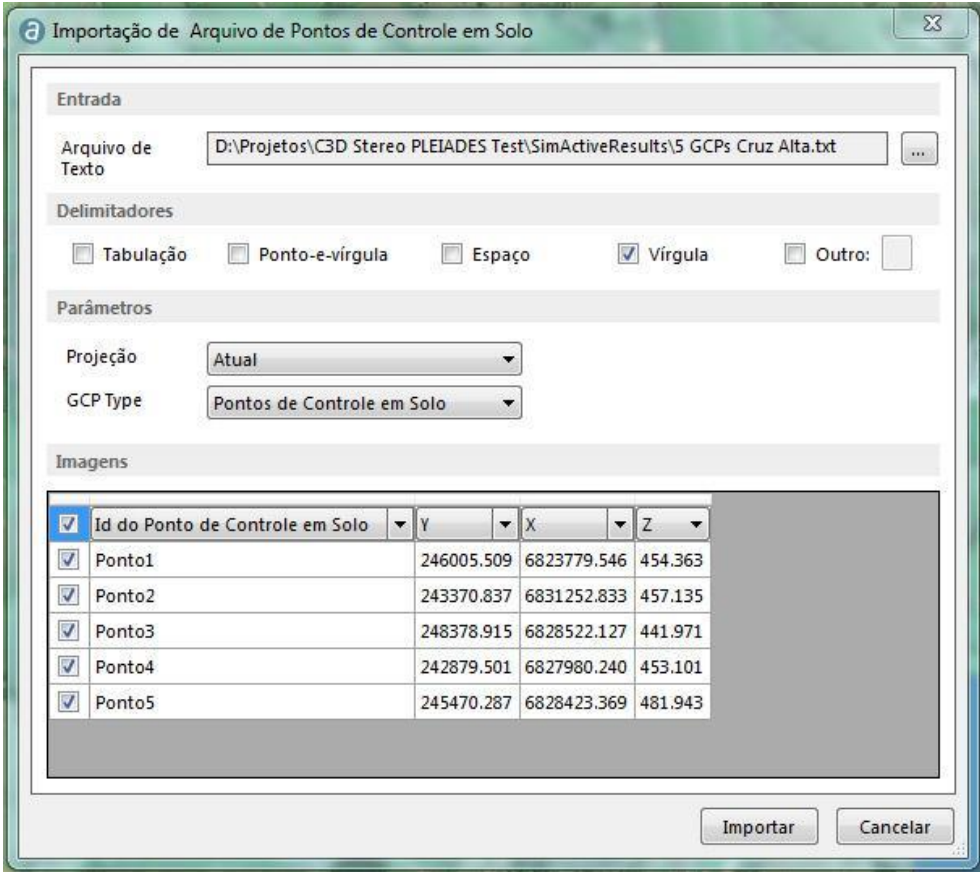 Importação de Arquivo de Pontos de Controle em Solo
Entrada
Arquivo de Texto D:\Projetos\C3D Stereo PLEIADES Test\SimActiveResults\5 GCPs Cruz Alta.txt ...
Delimitadores
Tabulação Ponto-e-vírgula Espaço Vírgula Outro:
Parâmetros
Projeção Atual
GCP Type Pontos de Controle em Solo
Imagens
Id do Ponto de Controle em Solo Y X Z
Ponto1 246005.509 6823779.546 454.363
Ponto2 243370.837 6831252.833 457.135
Ponto3 248378.915 6828522.127 441.971
Ponto4 242879.501 6827980.240 453.101
Ponto5 245470.287 6828423.369 481.943
Importar Cancelar